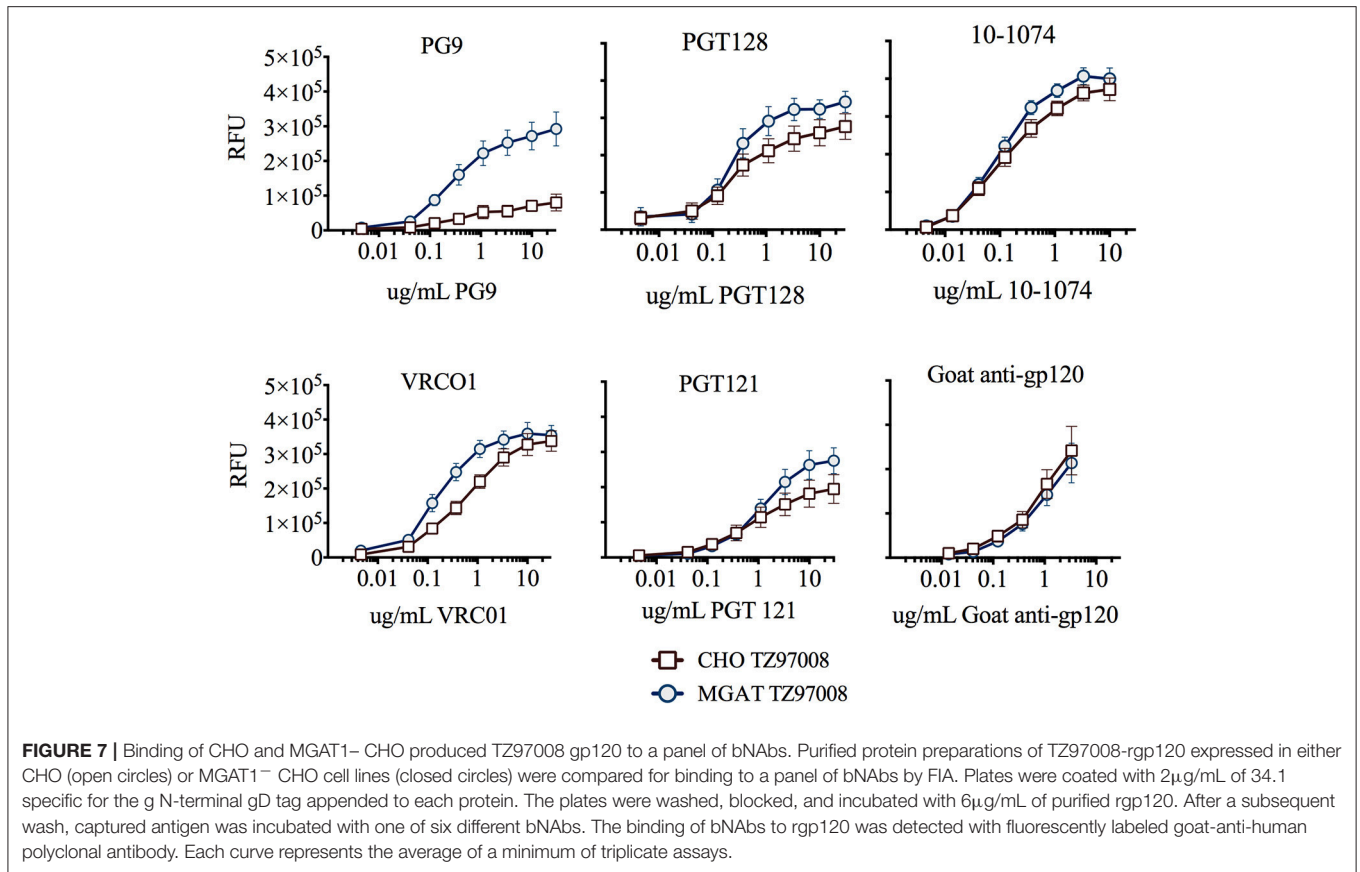 PG9
PGT128
10-1074
5×10⁵
4×10⁵
3×10⁵
2×10⁵
1×10⁵
0
RFU
0.01 0.1 1 10
0.01 0.1 1 10
0.01 0.1 1 10
ug/mL PG9
ug/mL PGT128
ug/mL 10-1074
VRCO1
PGT121
Goat anti-gp120
5×10⁵
4×10⁵
3×10⁵
2×10⁵
1×10⁵
0
RFU
0.01 0.1 1 10
0.01 0.1 1 10
0.01 0.1 1 10
ug/mL VRC01
ug/mL PGT 121
ug/mL Goat anti-gp120
CHO TZ97008
MGAT TZ97008
FIGURE 7 | Binding of CHO and MGAT1– CHO produced TZ97008 gp120 to a panel of bNAbs. Purified protein preparations of TZ97008-rgp120 expressed in either
CHO (open circles) or MGAT1⁻ CHO cell lines (closed circles) were compared for binding to a panel of bNAbs by FIA. Plates were coated with 2μg/mL of 34.1
specific for the g N-terminal gD tag appended to each protein. The plates were washed, blocked, and incubated with 6μg/mL of purified rgp120. After a subsequent
wash, captured antigen was incubated with one of six different bNAbs. The binding of bNAbs to rgp120 was detected with fluorescently labeled goat-anti-human
polyclonal antibody. Each curve represents the average of a minimum of triplicate assays.